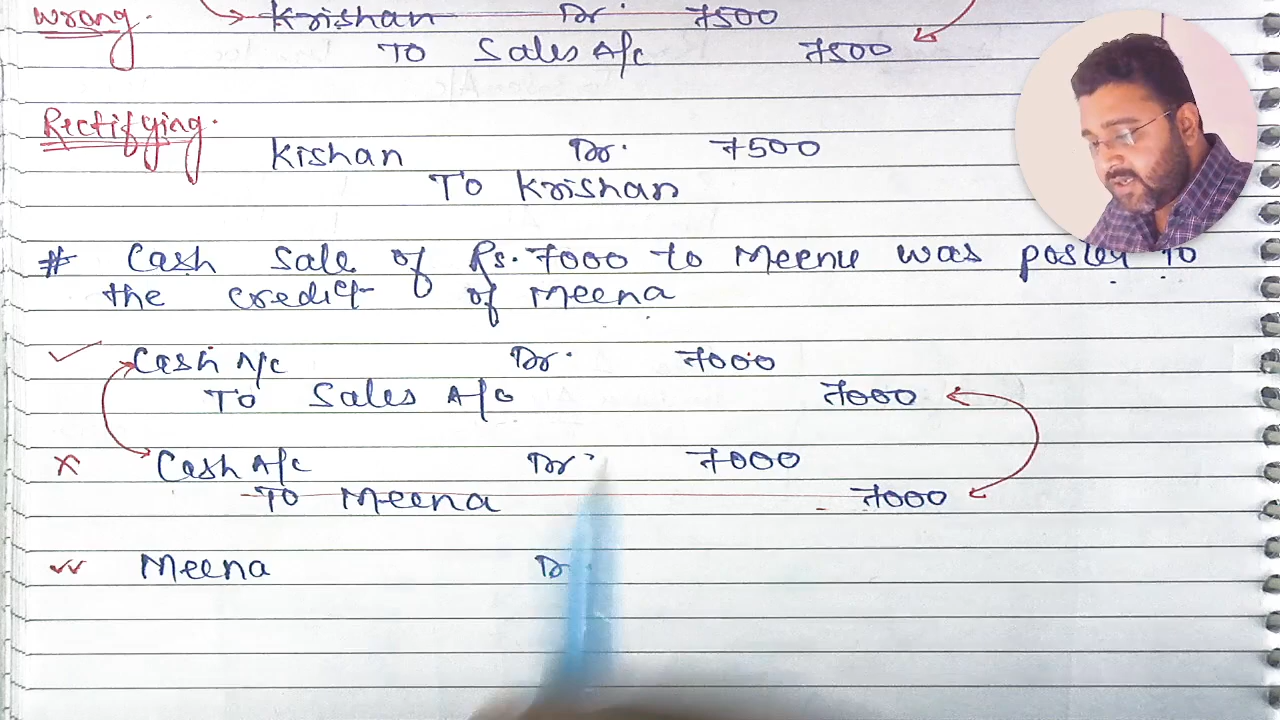 Wrong. Krishan Dr. 7500
TO Sales A/c 7500
Rectifying.
Kishan Dr. 7500
TO Krishan
# Cash Sale of Rs. 7000 to Meenu was posted to
the credit of Meena
✓ Cash A/c Dr. 7000
TO Sales A/c 7000
× Cash A/c Dr. 7000
TO Meena 7000
✓✓ Meena Dr